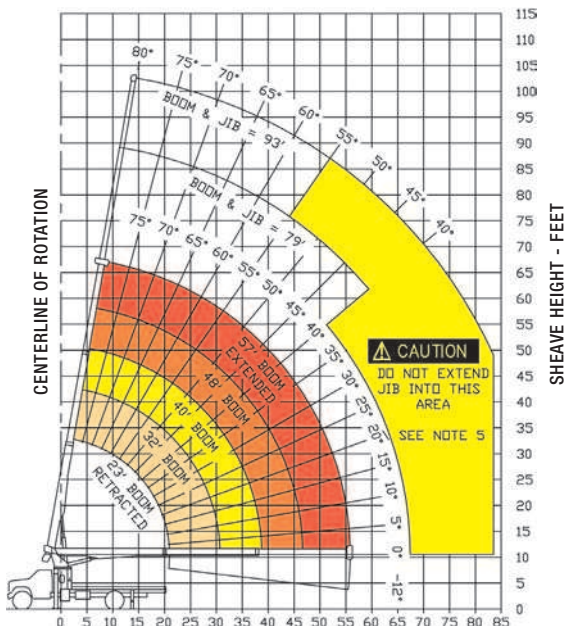 115
110
105
100
95
90
85
80
75
70
65
60
55
50
45
40
35
30
25
20
15
10
5
0
SHEAVE HEIGHT - FEET
CENTERLINE OF ROTATION
80°
75°
70°
65°
60°
55°
50°
45°
40°
BOOM & JIB = 93'
BOOM & JIB = 79'
75°
70°
65°
60°
55°
50°
45°
40°
35°
30°
25°
20°
15°
10°
5°
0°
-12°
57' BOOM
EXTENDED
48' BOOM
40' BOOM
32' BOOM
23' BOOM
RETRACTED
CAUTION
DO NOT EXTEND
JIB INTO THIS
AREA
SEE NOTE 5
0 5 10 15 20 25 30 35 40 45 50 55 60 65 70 75 80 85